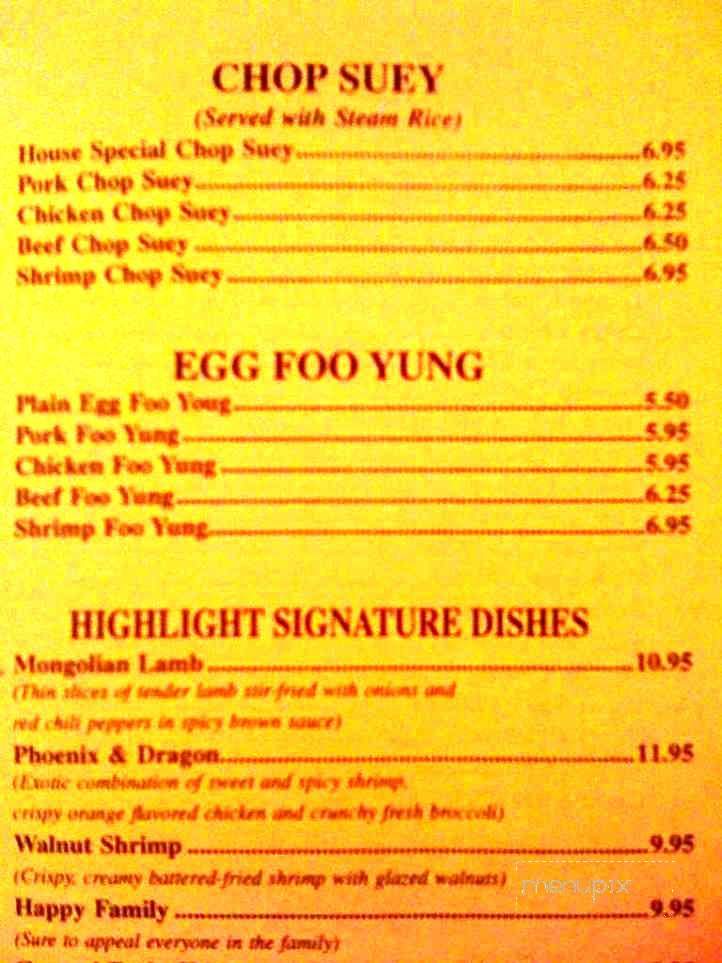 CHOP SUEY
(Served with Steam Rice)
House Special Chop Suey 6.95
Pork Chop Suey 6.25
Chicken Chop Suey 6.25
Beef Chop Suey 6.50
Shrimp Chop Suey 6.95
EGG FOO YUNG
Plain Egg Foo Young 5.50
Pork Foo Yung 5.95
Chicken Foo Yung 5.95
Beef Foo Yung 6.25
Shrimp Foo Yung 6.95
HIGHLIGHT SIGNATURE DISHES
Mongolian Lamb 10.95
(Thin slices of tender lamb stir-fried with onions and
red chili peppers in spicy brown sauce)
Phoenix & Dragon 11.95
(Exotic combination of sweet and spicy shrimp,
crispy orange flavored chicken and crunchy fresh broccoli)
Walnut Shrimp 9.95
(Crispy, creamy battered-fried shrimp with glazed walnuts)
menupix
Happy Family 9.95
(Sure to appeal everyone in the family)